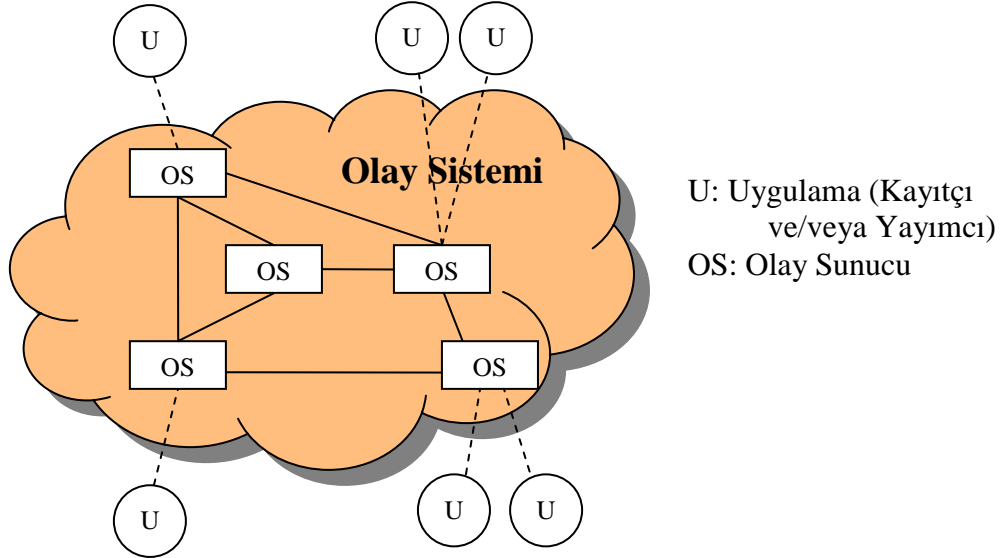 U
U
U
Olay Sistemi
OS
OS
OS
OS
OS
U
U
U
U: Uygulama (Kayıtçı
ve/veya Yayımcı)
OS: Olay Sunucu